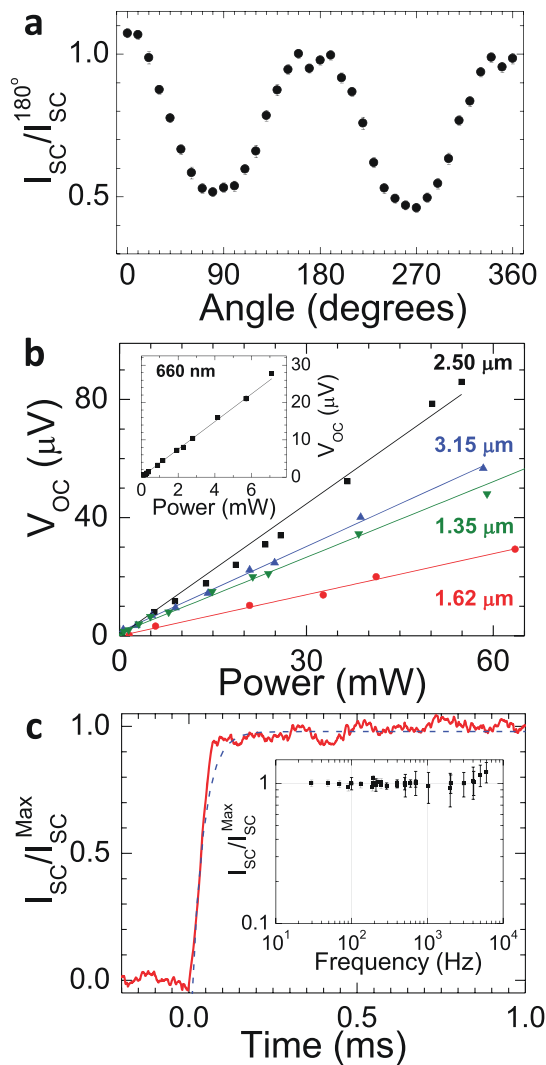 a
I_SC/I_SC^180°
1.0
0.5
0 90 180 270 360
Angle (degrees)
b
V_OC (μV)
80
40
0
660 nm
30
20
10
0
V_OC (μV)
0 2 4 6
Power (mW)
2.50 μm
3.15 μm
1.35 μm
1.62 μm
0 30 60
Power (mW)
c
I_SC/I_SC^Max
1.0
0.5
0.0
I_SC/I_SC^Max
1
0.1
10^1 10^2 10^3 10^4
Frequency (Hz)
0.0 0.5 1.0
Time (ms)